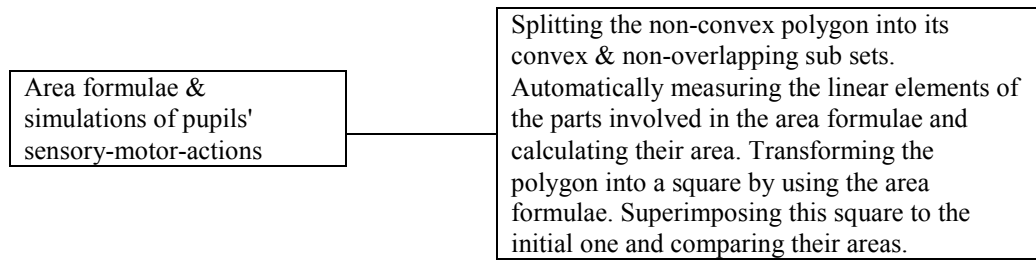 Area formulae &
simulations of pupils'
sensory-motor-actions
Splitting the non-convex polygon into its
convex & non-overlapping sub sets.
Automatically measuring the linear elements of
the parts involved in the area formulae and
calculating their area. Transforming the
polygon into a square by using the area
formulae. Superimposing this square to the
initial one and comparing their areas.